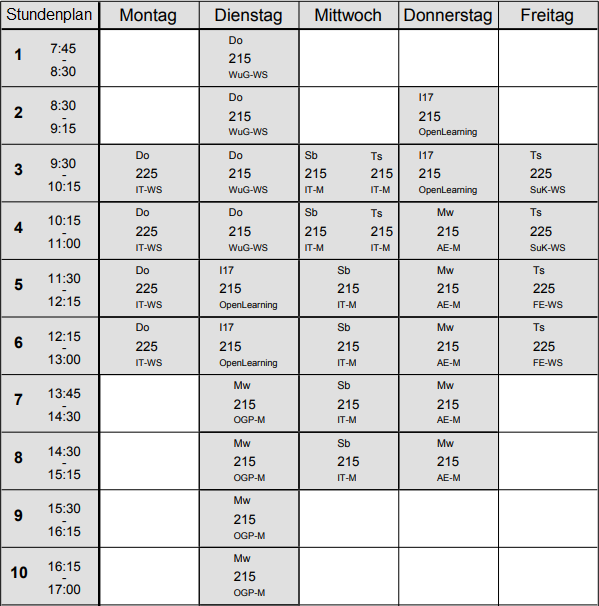 Stundenplan Montag Dienstag Mittwoch Donnerstag Freitag
1 7:45 - 8:30
Do
215
WuG-WS
2 8:30 - 9:15
Do
215
WuG-WS
I17
215
OpenLearning
3 9:30 - 10:15
Do
225
IT-WS
Do
215
WuG-WS
Sb Ts
215 215
IT-M IT-M
I17
215
OpenLearning
Ts
225
SuK-WS
4 10:15 - 11:00
Do
225
IT-WS
Do
215
WuG-WS
Sb Ts
215 215
IT-M IT-M
Mw
215
AE-M
Ts
225
SuK-WS
5 11:30 - 12:15
Do
225
IT-WS
I17
215
OpenLearning
Sb
215
IT-M
Mw
215
AE-M
Ts
225
FE-WS
6 12:15 - 13:00
Do
225
IT-WS
I17
215
OpenLearning
Sb
215
IT-M
Mw
215
AE-M
Ts
225
FE-WS
7 13:45 - 14:30
Mw
215
OGP-M
Sb
215
IT-M
Mw
215
AE-M
8 14:30 - 15:15
Mw
215
OGP-M
Sb
215
IT-M
Mw
215
AE-M
9 15:30 - 16:15
Mw
215
OGP-M
10 16:15 - 17:00
Mw
215
OGP-M